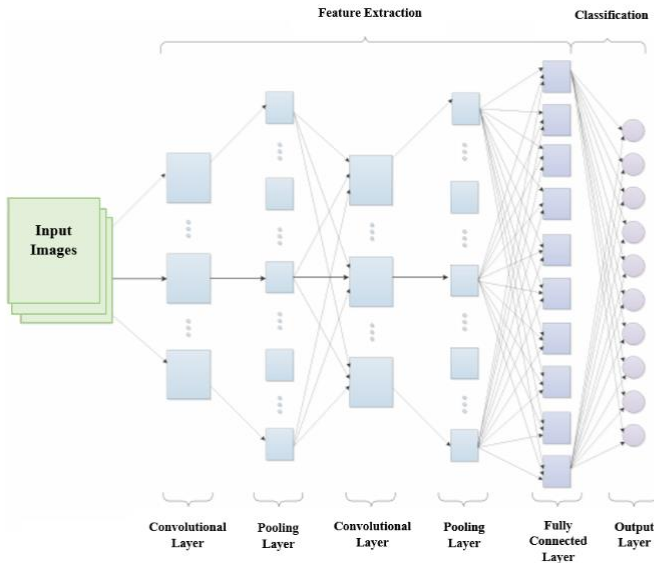 Feature Extraction
Classification
Input
Images
Convolutional
Layer
Pooling
Layer
Convolutional
Layer
Pooling
Layer
Fully
Connected
Layer
Output
Layer